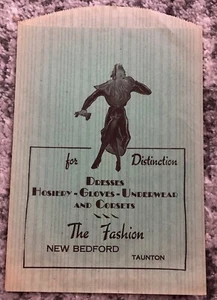 for Distinction
DRESSES
HOSIERY - GLOVES - UNDERWEAR
AND CORSETS
The Fashion
NEW BEDFORD
TAUNTON